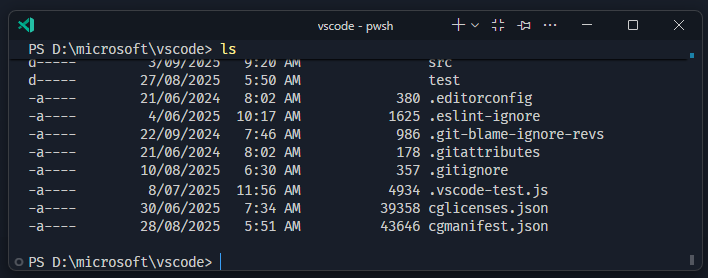 vscode - pwsh
PS D:\microsoft\vscode> ls
d----- 3/09/2025 9:20 AM src
d----- 27/08/2025 5:50 AM test
-a---- 21/06/2024 8:02 AM 380 .editorconfig
-a---- 4/06/2025 10:17 AM 1625 .eslint-ignore
-a---- 22/09/2024 7:46 AM 986 .git-blame-ignore-revs
-a---- 21/06/2024 8:02 AM 178 .gitattributes
-a---- 10/08/2025 6:30 AM 357 .gitignore
-a---- 8/07/2025 11:56 AM 4934 .vscode-test.js
-a---- 30/06/2025 7:34 AM 39358 cglicenses.json
-a---- 28/08/2025 5:51 AM 43646 cgmanifest.json
PS D:\microsoft\vscode>